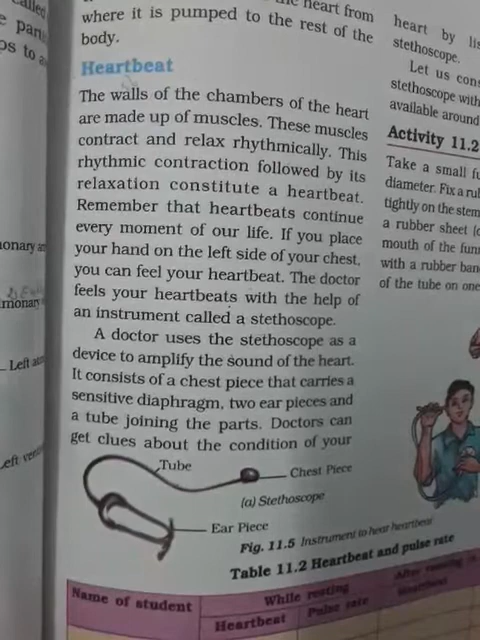 where it is pumped to the rest of the
body.
Heartbeat
The walls of the chambers of the heart
are made up of muscles. These muscles
contract and relax rhythmically. This
rhythmic contraction followed by its
relaxation constitute a heartbeat.
Remember that heartbeats continue
every moment of our life. If you place
your hand on the left side of your chest,
you can feel your heartbeat. The doctor
feels your heartbeats with the help of
an instrument called a stethoscope.
A doctor uses the stethoscope as a
device to amplify the sound of the heart.
It consists of a chest piece that carries a
sensitive diaphragm, two ear pieces and
a tube joining the parts. Doctors can
get clues about the condition of your
Tube
Chest Piece
(a) Stethoscope
Ear Piece
Fig. 11.5 Instrument to hear heartbeat
Table 11.2 Heartbeat and pulse rate
Name of student
While resting
Heartbeat
Pulse rate
Heartbeat
heart by
stethoscope.
Let us
stethoscope with
available around
Activity 11.2
Take a small
diameter. Fix a
tightly on the stem
a rubber sheet
mouth of the
with a rubber
of the tube on one
Left